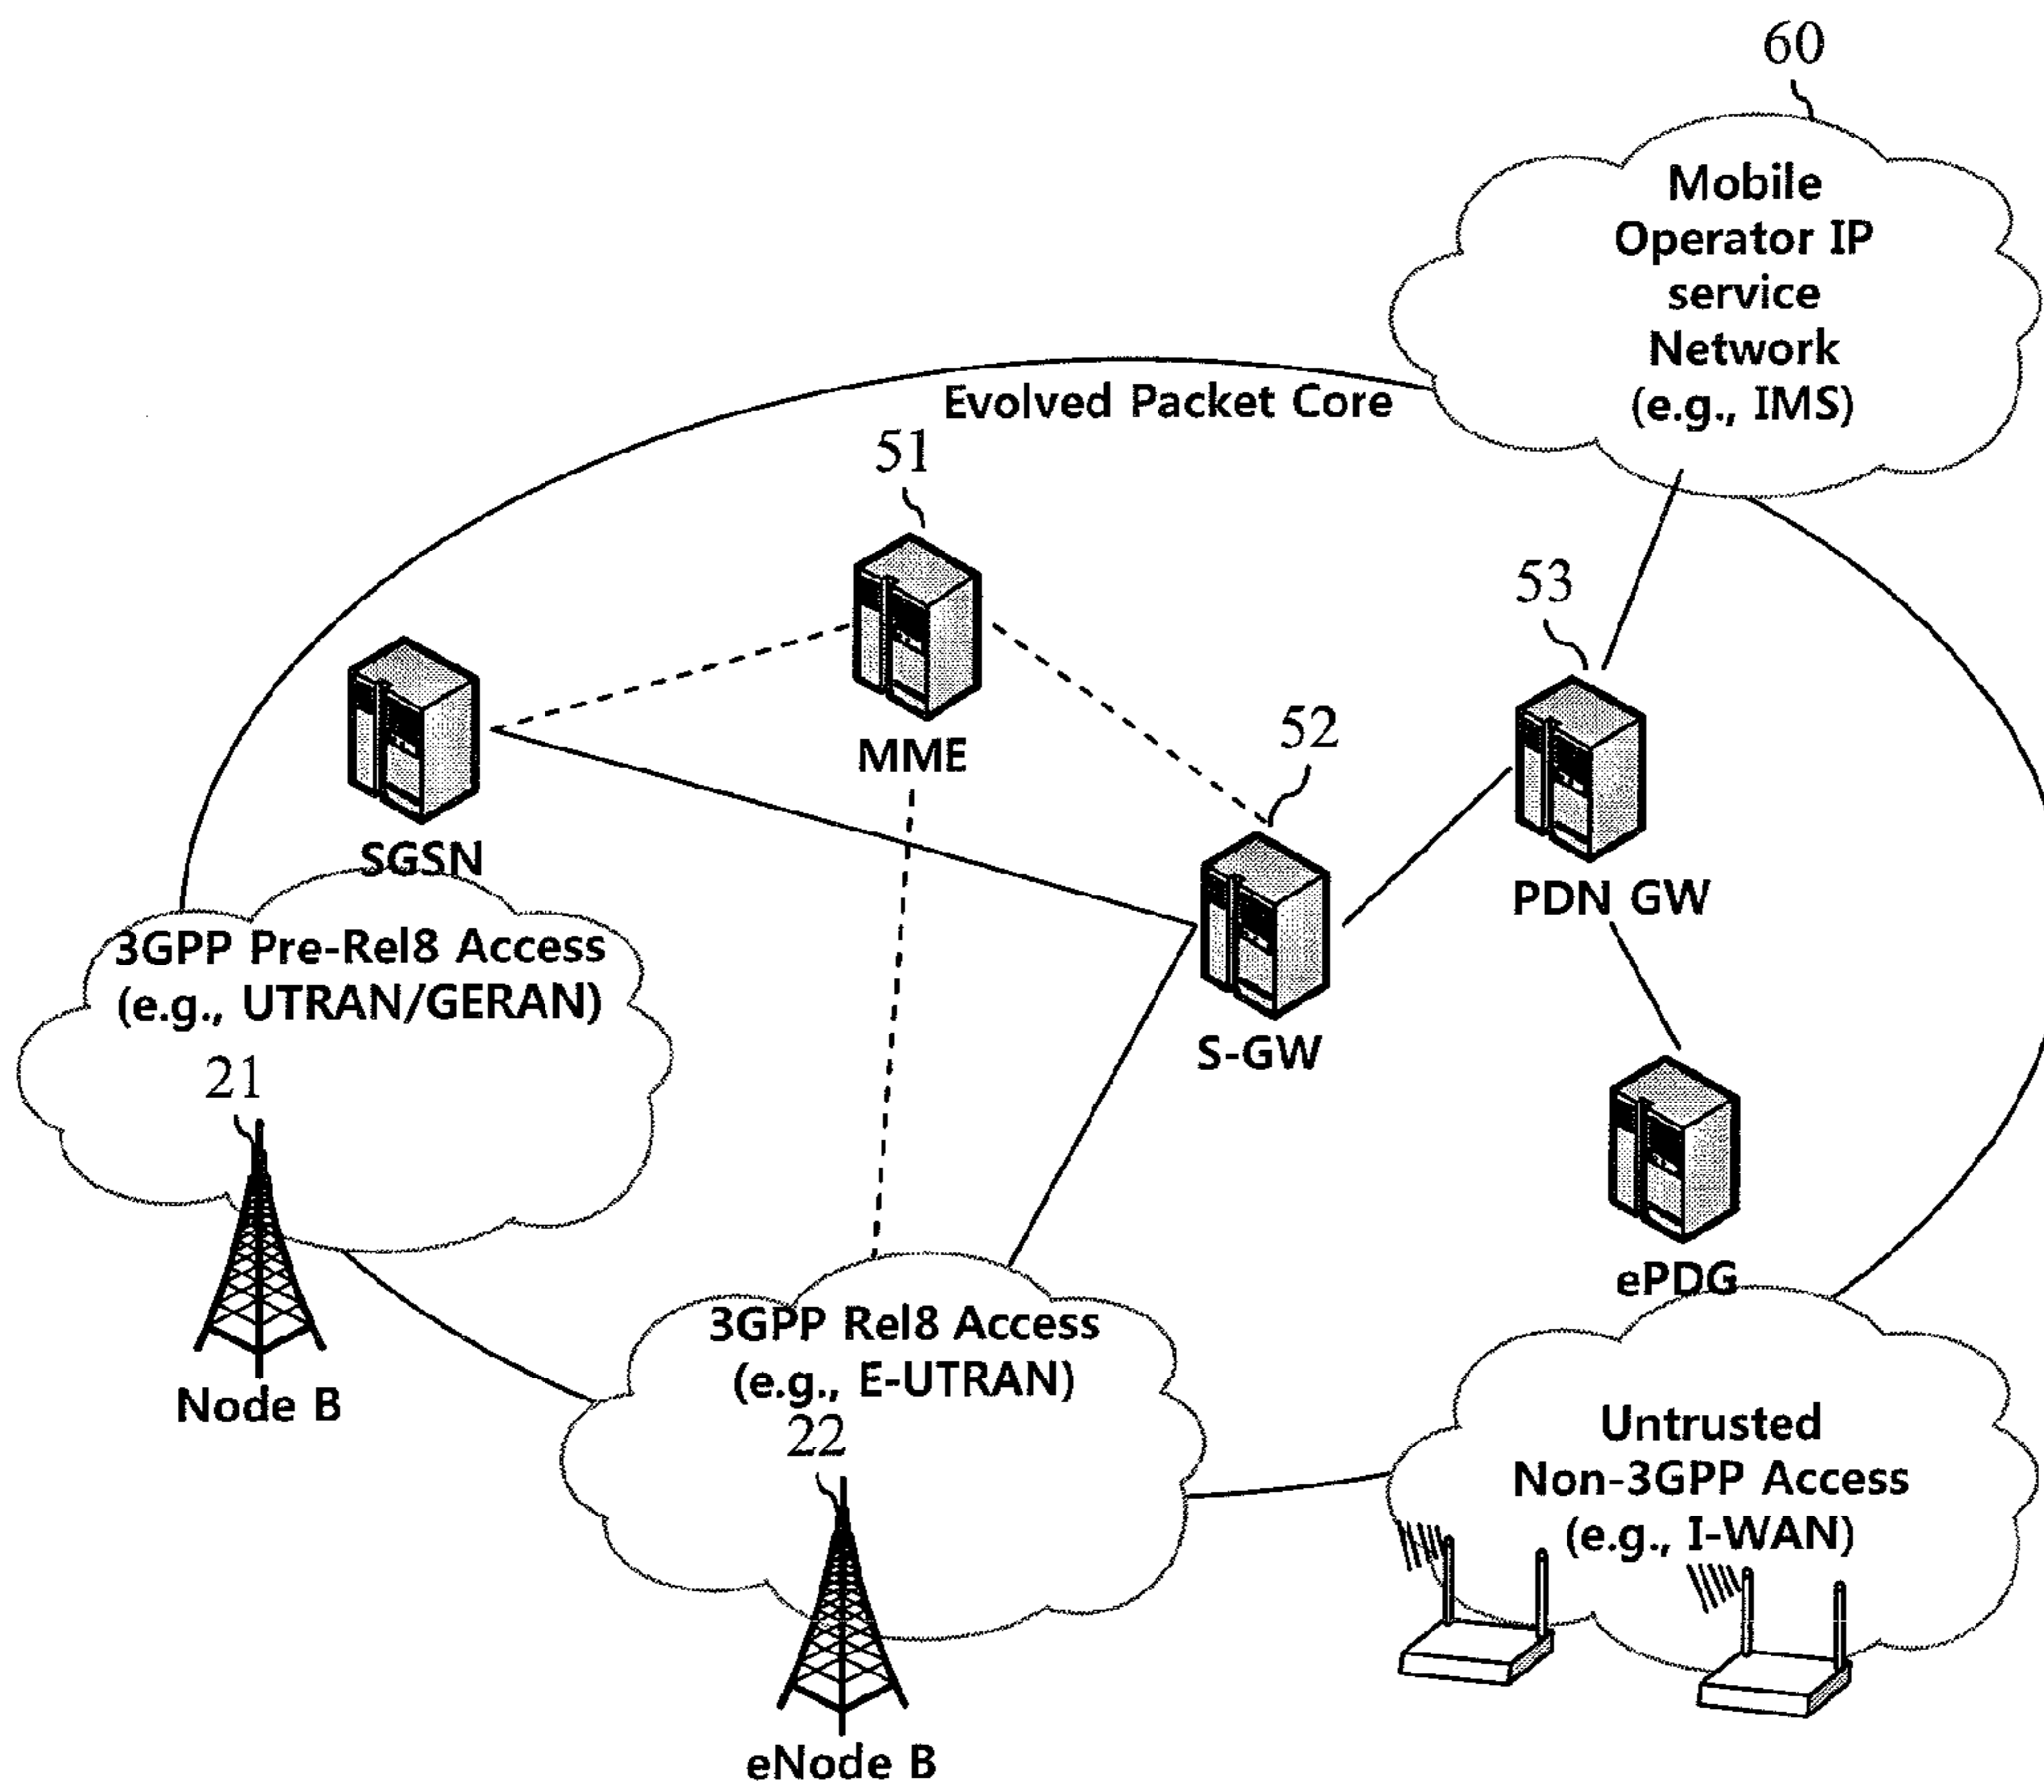 60
Mobile
Operator IP
service
Network
(e.g., IMS)
Evolved Packet Core
51
53
52
MME
SGSN
PDN GW
3GPP Pre-Rel8 Access
(e.g., UTRAN/GERAN)
S-GW
21
ePDG
3GPP Rel8 Access
(e.g., E-UTRAN)
Node B
22
Untrusted
Non-3GPP Access
(e.g., I-WAN)
eNode B